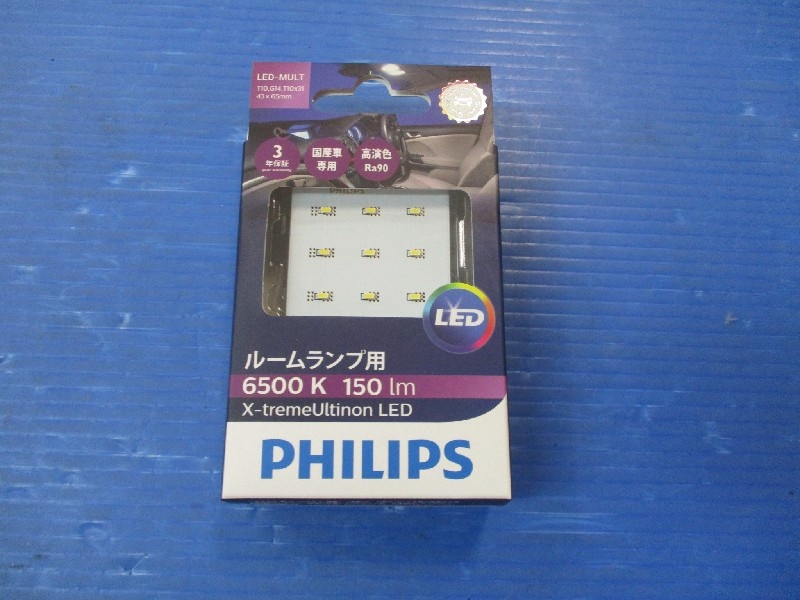 LED-MULT
T10,G14,T10x31
43 x 65mm
3
年保証
国産車
専用
高演色
Ra90
PHILIPS
LED
ルームランプ用
6500 K 150 lm
X-tremeUltinon LED
PHILIPS